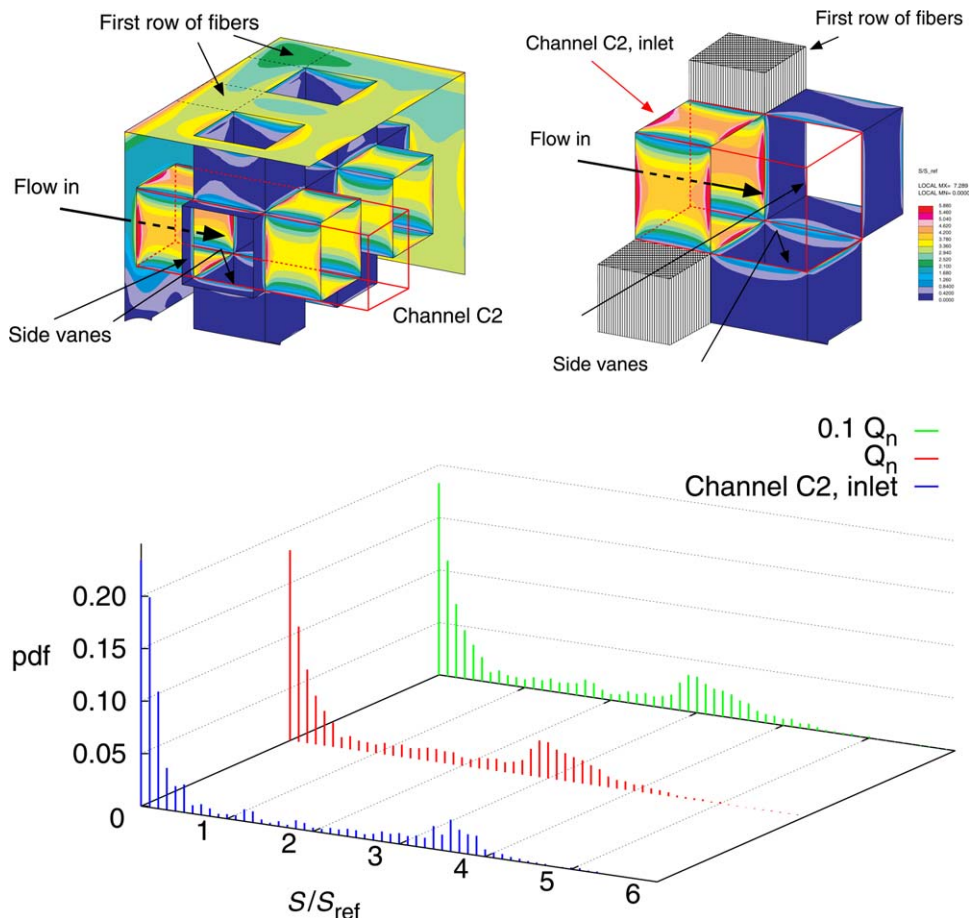 First row of fibers
Flow in
Side vanes
Channel C2
First row of fibers
Channel C2, inlet
Flow in
Side vanes
S/S_ref
LOCAL MX= 7.289
LOCAL MN= 0.0000
5.880
5.460
5.040
4.620
4.200
3.780
3.360
2.940
2.520
2.100
1.680
1.260
0.8400
0.4200
0.0000
0.1 Qn
Qn
Channel C2, inlet
pdf
0.20
0.15
0.10
0.05
0
1
2
3
4
5
6
S/Sref